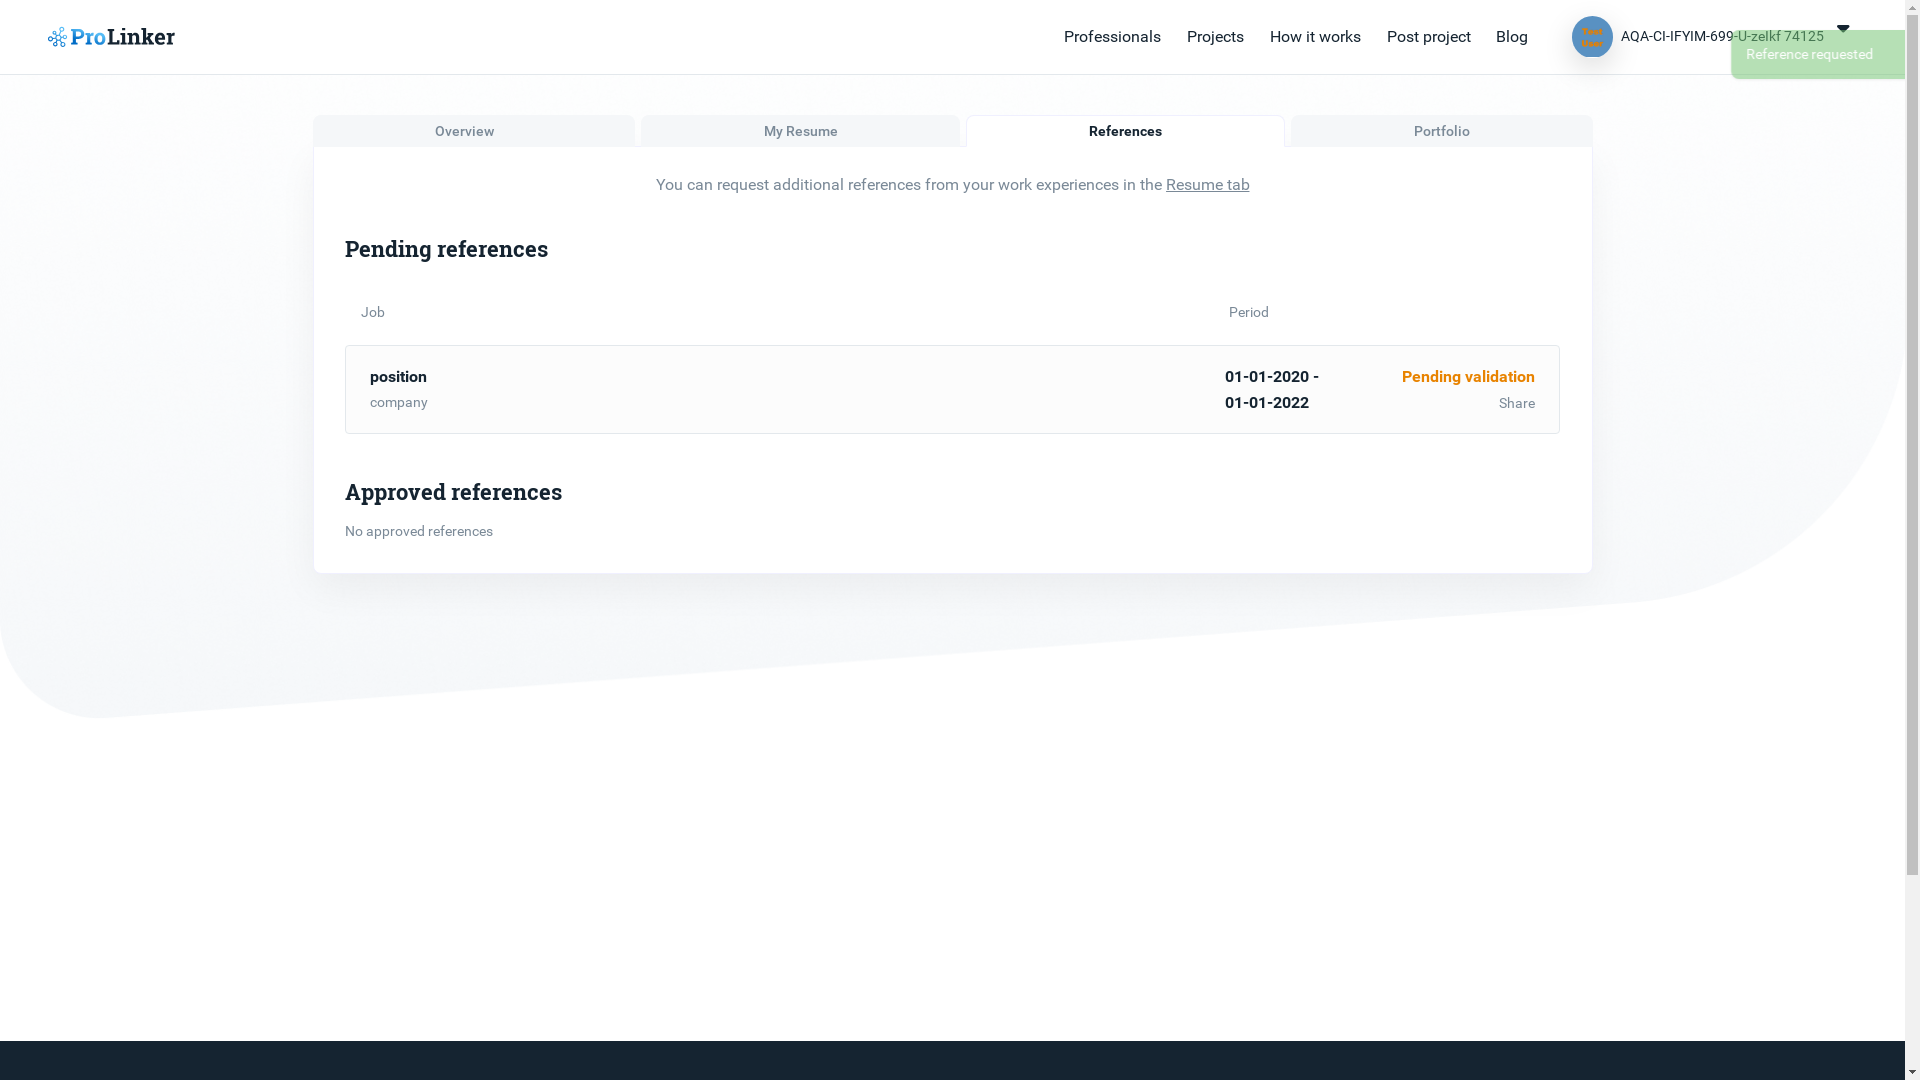 ProLinker
Professionals
Projects
How it works
Post project
Blog
Test
User
AQA-CI-IFYIM-699-U-zeIkf 74125
Reference requested
Overview
My Resume
References
Portfolio
You can request additional references from your work experiences in the Resume tab
Pending references
Job
Period
position
01-01-2020 -
Pending validation
company
01-01-2022
Share
Approved references
No approved references